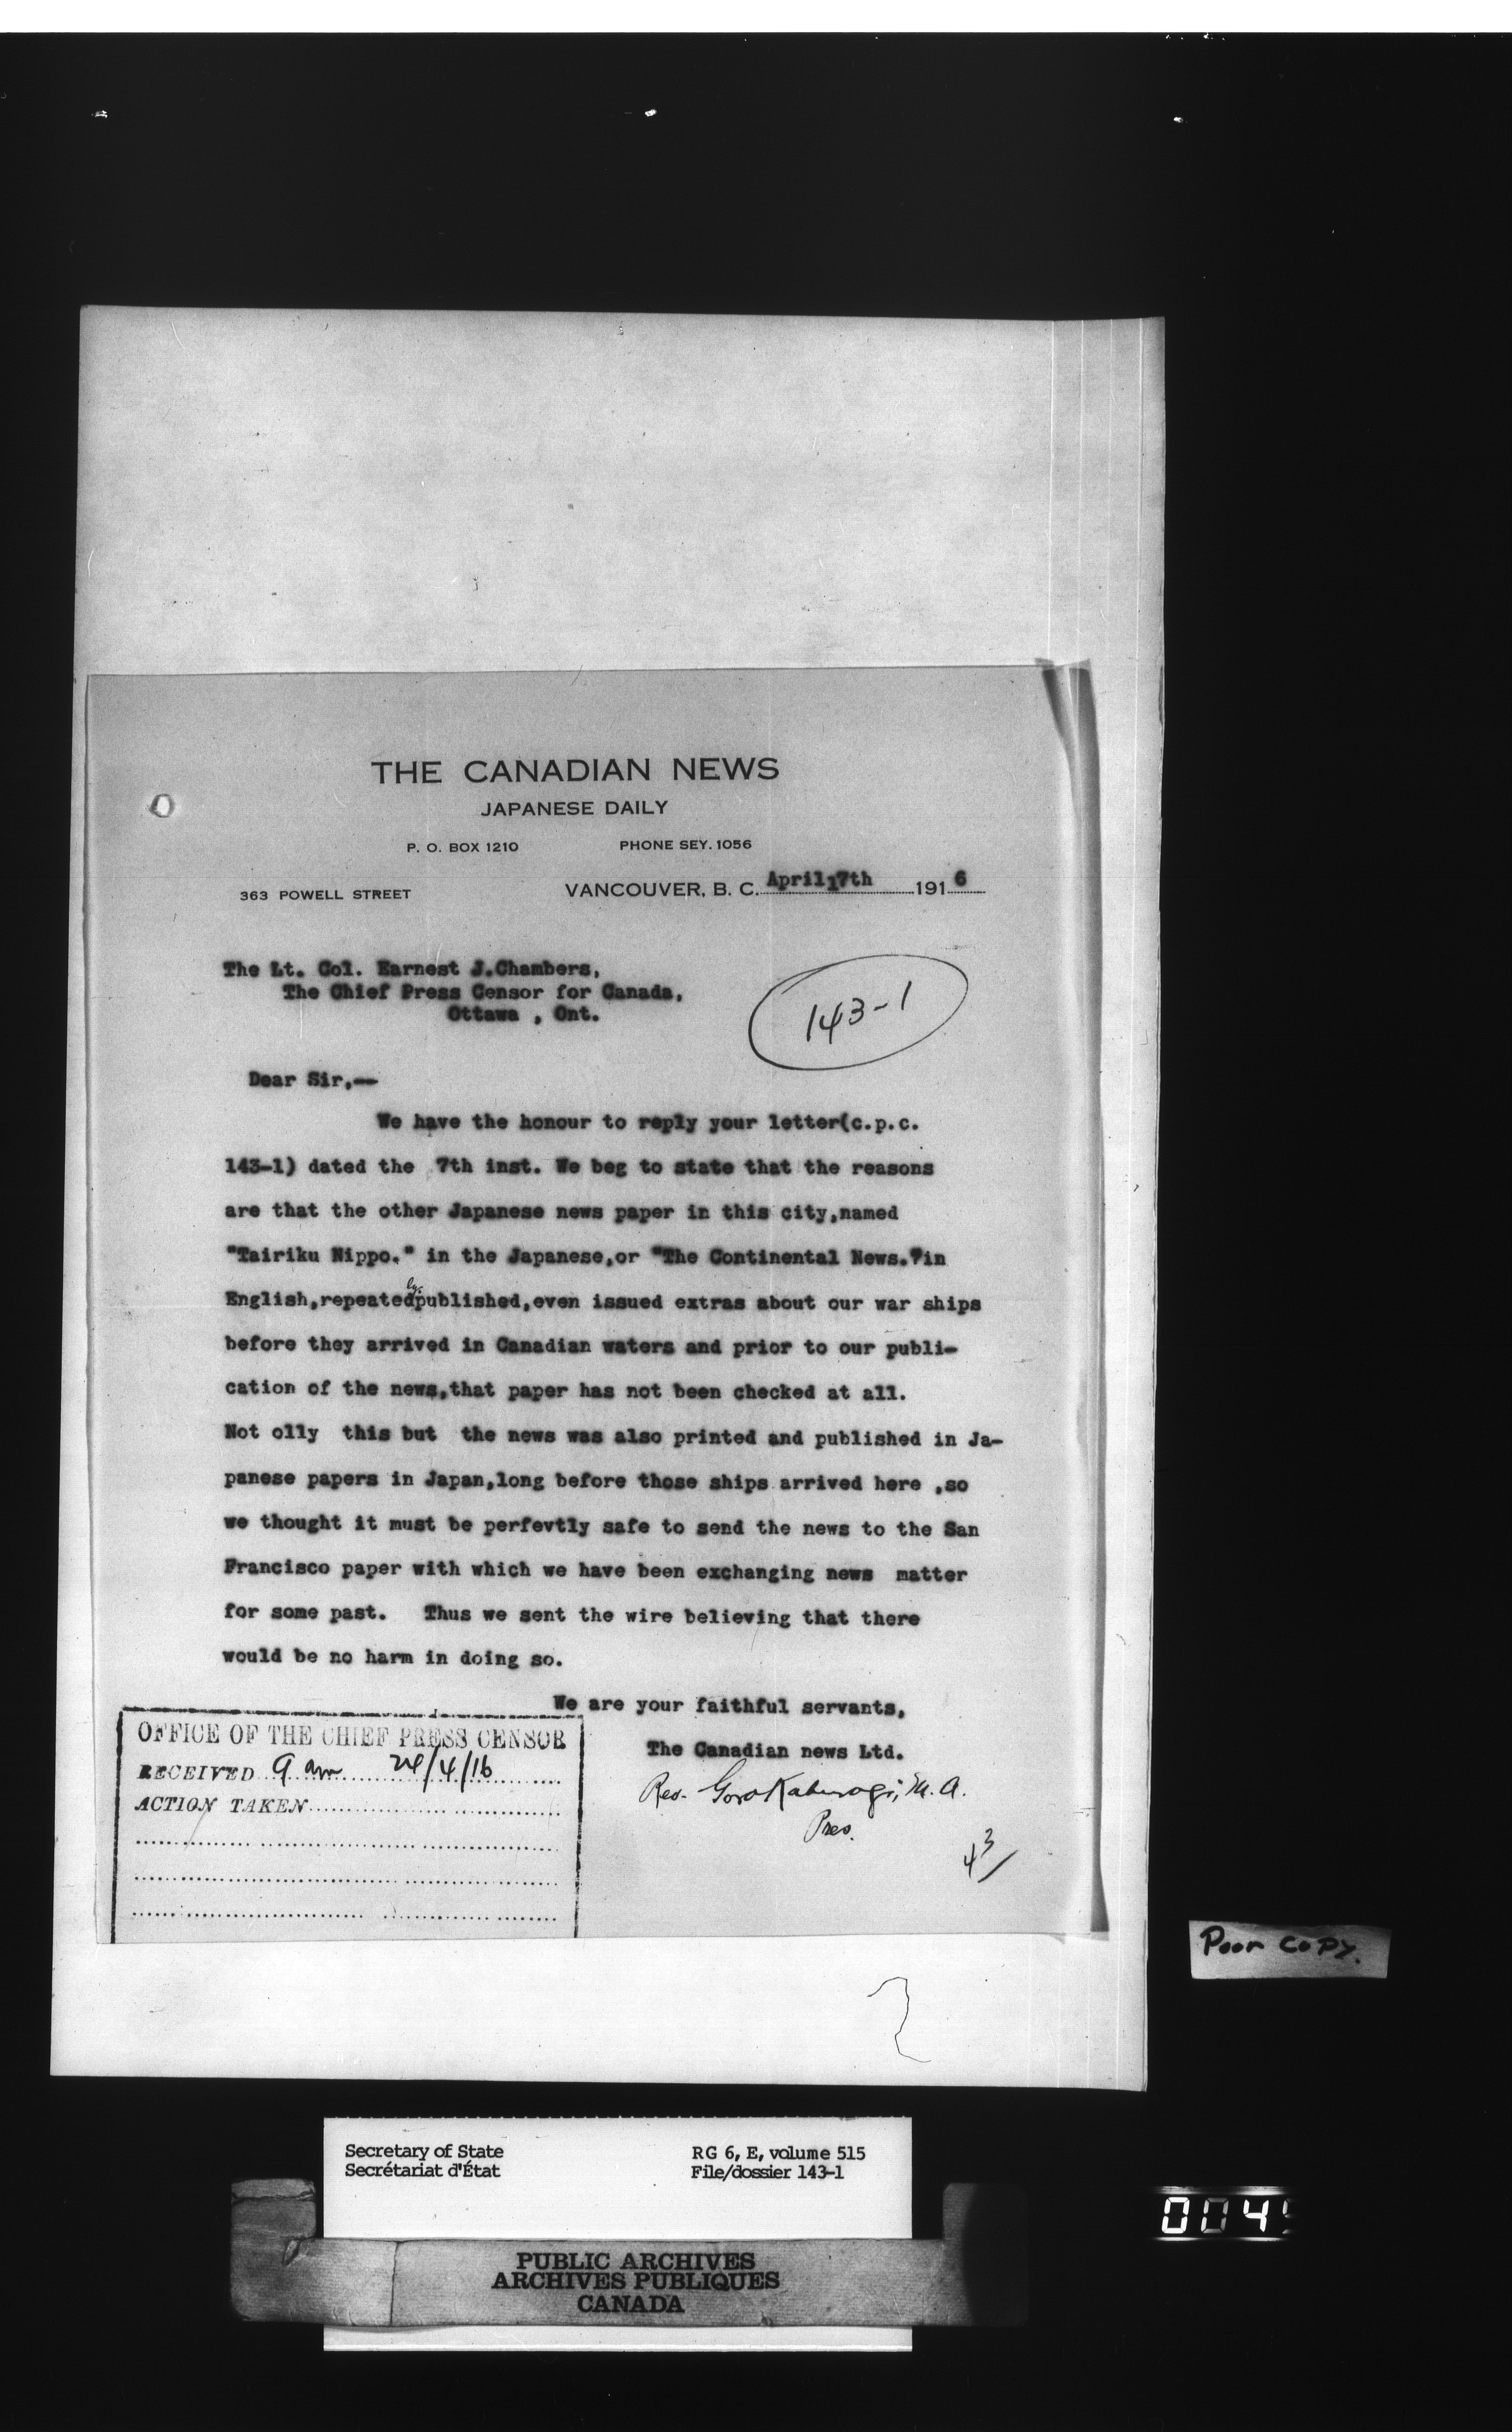 THE CANADIAN NEWS
JAPANESE DAILY
P. O. BOX 1210 PHONE SEY. 1056
363 POWELL STREET VANCOUVER, B. C. April 17th 191 6
The Lt. Col. Earnest J.Chambers,
The Chief Press Censor for Canada,
Ottawa , Ont.
143-1
Dear Sir,--
We have the honour to reply your letter(c.p.c.
143-1) dated the 7th inst. We beg to state that the reasons
are that the other Japanese news paper in this city,named
"Tairiku Nippo." in the Japanese,or "The Continental News."in
English,repeatedly published,even issued extras about our war ships
before they arrived in Canadian waters and prior to our publi-
cation of the news,that paper has not been checked at all.
Not olly this but the news was also printed and published in Ja-
panese papers in Japan,long before those ships arrived here ,so
we thought it must be perfevtly safe to send the news to the San
Francisco paper with which we have been exchanging news matter
for some past. Thus we sent the wire believing that there
would be no harm in doing so.
We are your faithful servants,
The Canadian news Ltd.
Rev. Goro Kaburagi, M. A.
Pres.
43
OFFICE OF THE CHIEF PRESS CENSOR
RECEIVED 9 am 24/4/16
ACTION TAKEN
Poor copy.
Secretary of State RG 6, E, volume 515
Secrétariat d'État File/dossier 143-1
PUBLIC ARCHIVES
ARCHIVES PUBLIQUES
CANADA
004